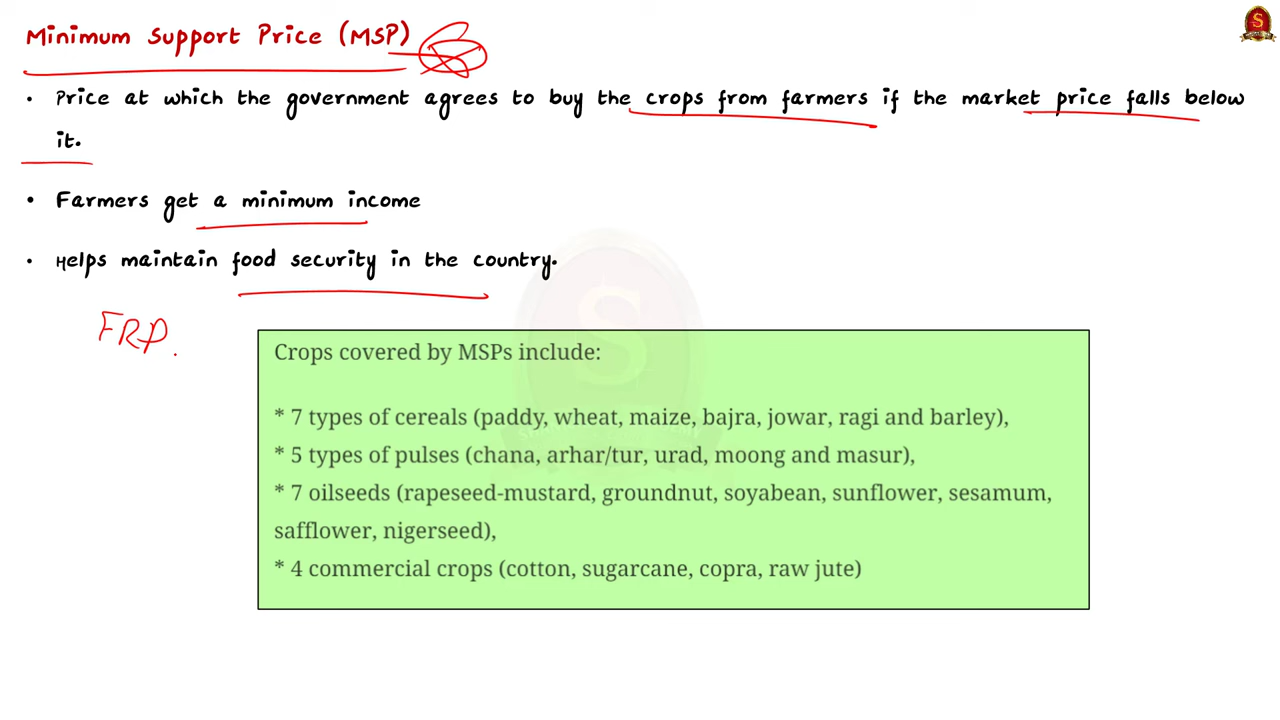 Minimum Support Price (MSP)
• Price at which the government agrees to buy the crops from farmers if the market price falls below
it.
• Farmers get a minimum income
• Helps maintain food security in the country.
FRP.
Crops covered by MSPs include:
* 7 types of cereals (paddy, wheat, maize, bajra, jowar, ragi and barley),
* 5 types of pulses (chana, arhar/tur, urad, moong and masur),
* 7 oilseeds (rapeseed-mustard, groundnut, soyabean, sunflower, sesamum,
safflower, nigerseed),
* 4 commercial crops (cotton, sugarcane, copra, raw jute)